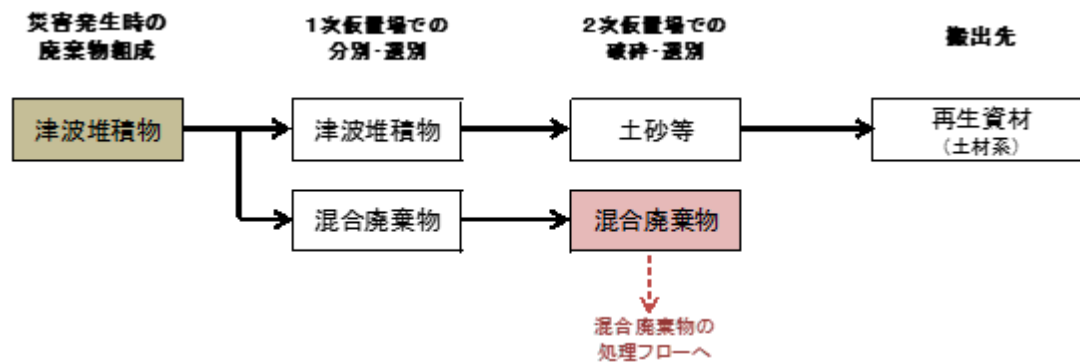 災害発生時の
廃棄物組成
1次仮置場での
分別・選別
2次仮置場での
破砕・選別
搬出先
津波堆積物
津波堆積物
土砂等
再生資材
(土材系)
混合廃棄物
混合廃棄物
混合廃棄物の
処理フローへ